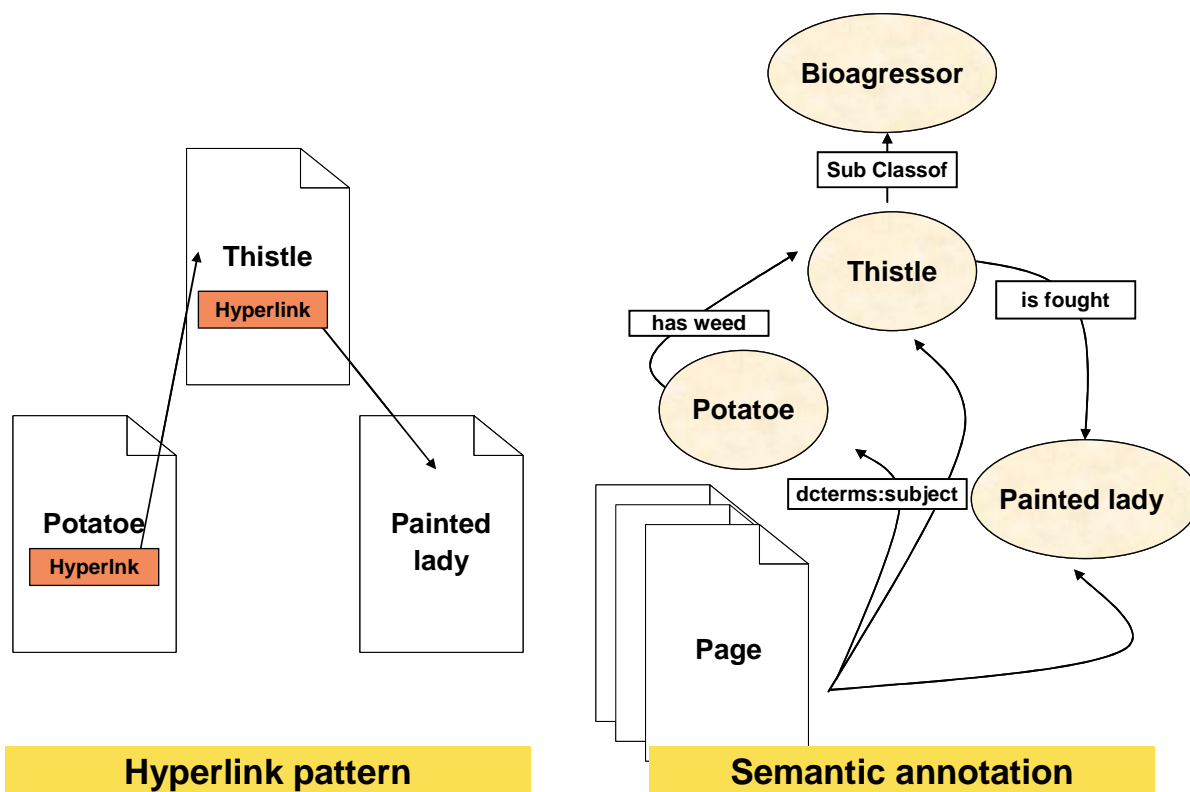 Thistle
Hyperlink
Potatoe
HyperInk
Painted
lady
Hyperlink pattern
Bioagressor
Sub Classof
Thistle
is fought
has weed
Potatoe
dcterms:subject
Painted lady
Page
Semantic annotation